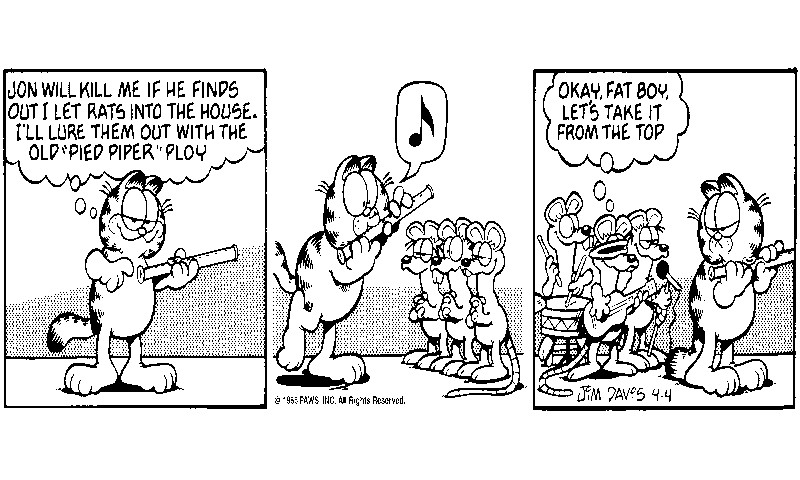 JON WILL KILL ME IF HE FINDS
OUT I LET RATS INTO THE HOUSE.
I'LL LURE THEM OUT WITH THE
OLD "PIED PIPER" PLOY
OKAY, FAT BOY,
LET'S TAKE IT
FROM THE TOP
PAWS, INC. All Rights Reserved.
JIM DAVIS 4-4